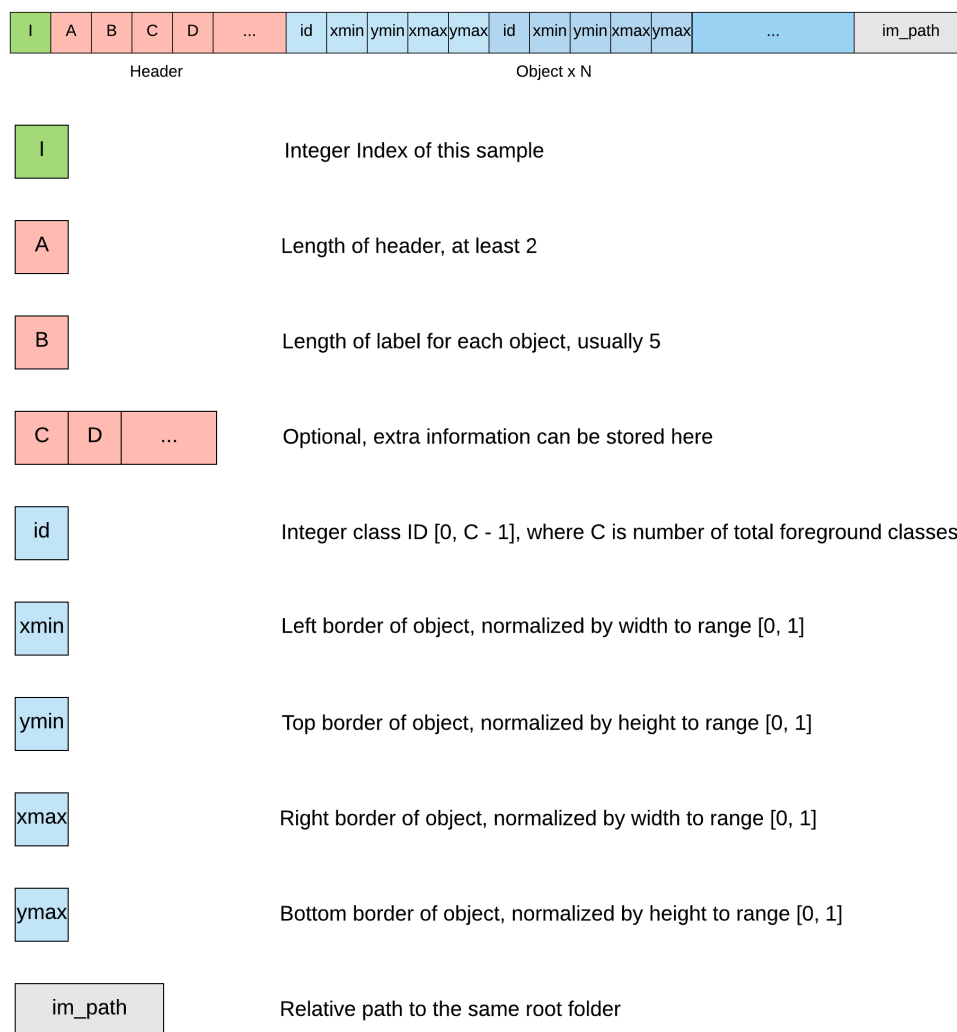 I A B C D ... id xmin ymin xmax ymax id xmin ymin xmax ymax ... im_path
Header Object x N
I Integer Index of this sample
A Length of header, at least 2
B Length of label for each object, usually 5
C D ... Optional, extra information can be stored here
id Integer class ID [0, C - 1], where C is number of total foreground classes
xmin Left border of object, normalized by width to range [0, 1]
ymin Top border of object, normalized by height to range [0, 1]
xmax Right border of object, normalized by width to range [0, 1]
ymax Bottom border of object, normalized by height to range [0, 1]
im_path Relative path to the same root folder